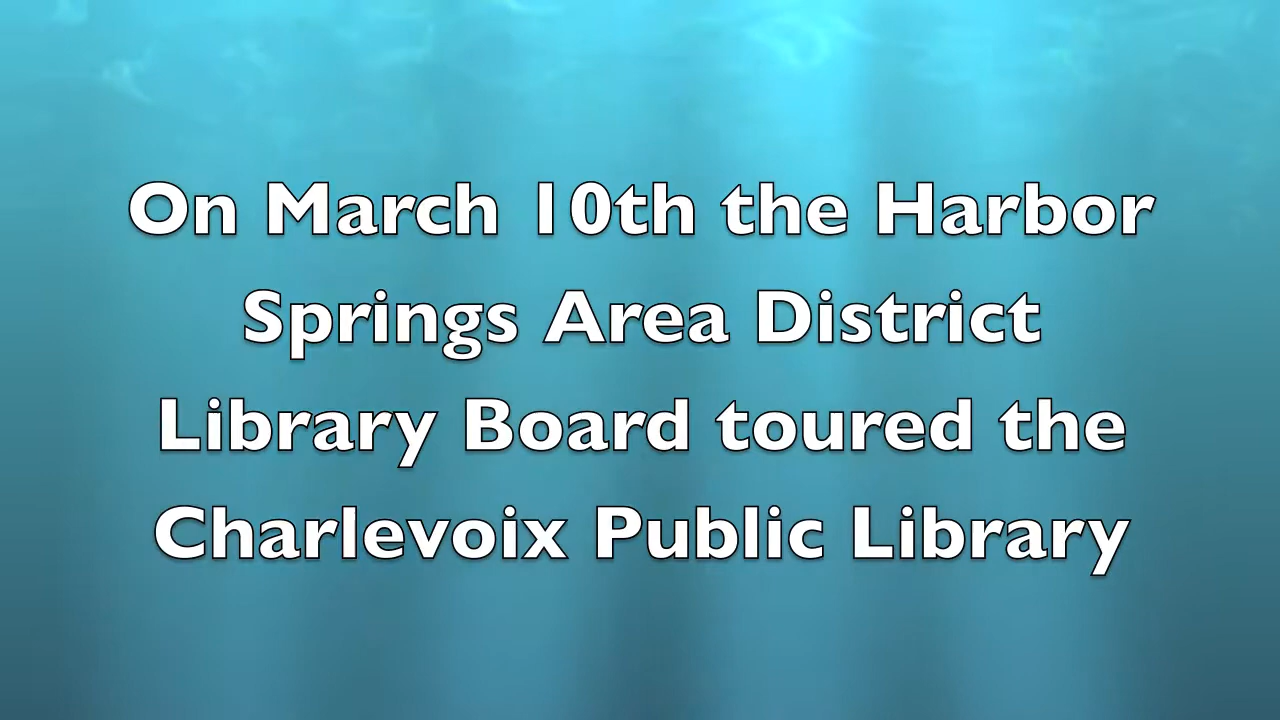 On March 10th the Harbor
Springs Area District
Library Board toured the
Charlevoix Public Library